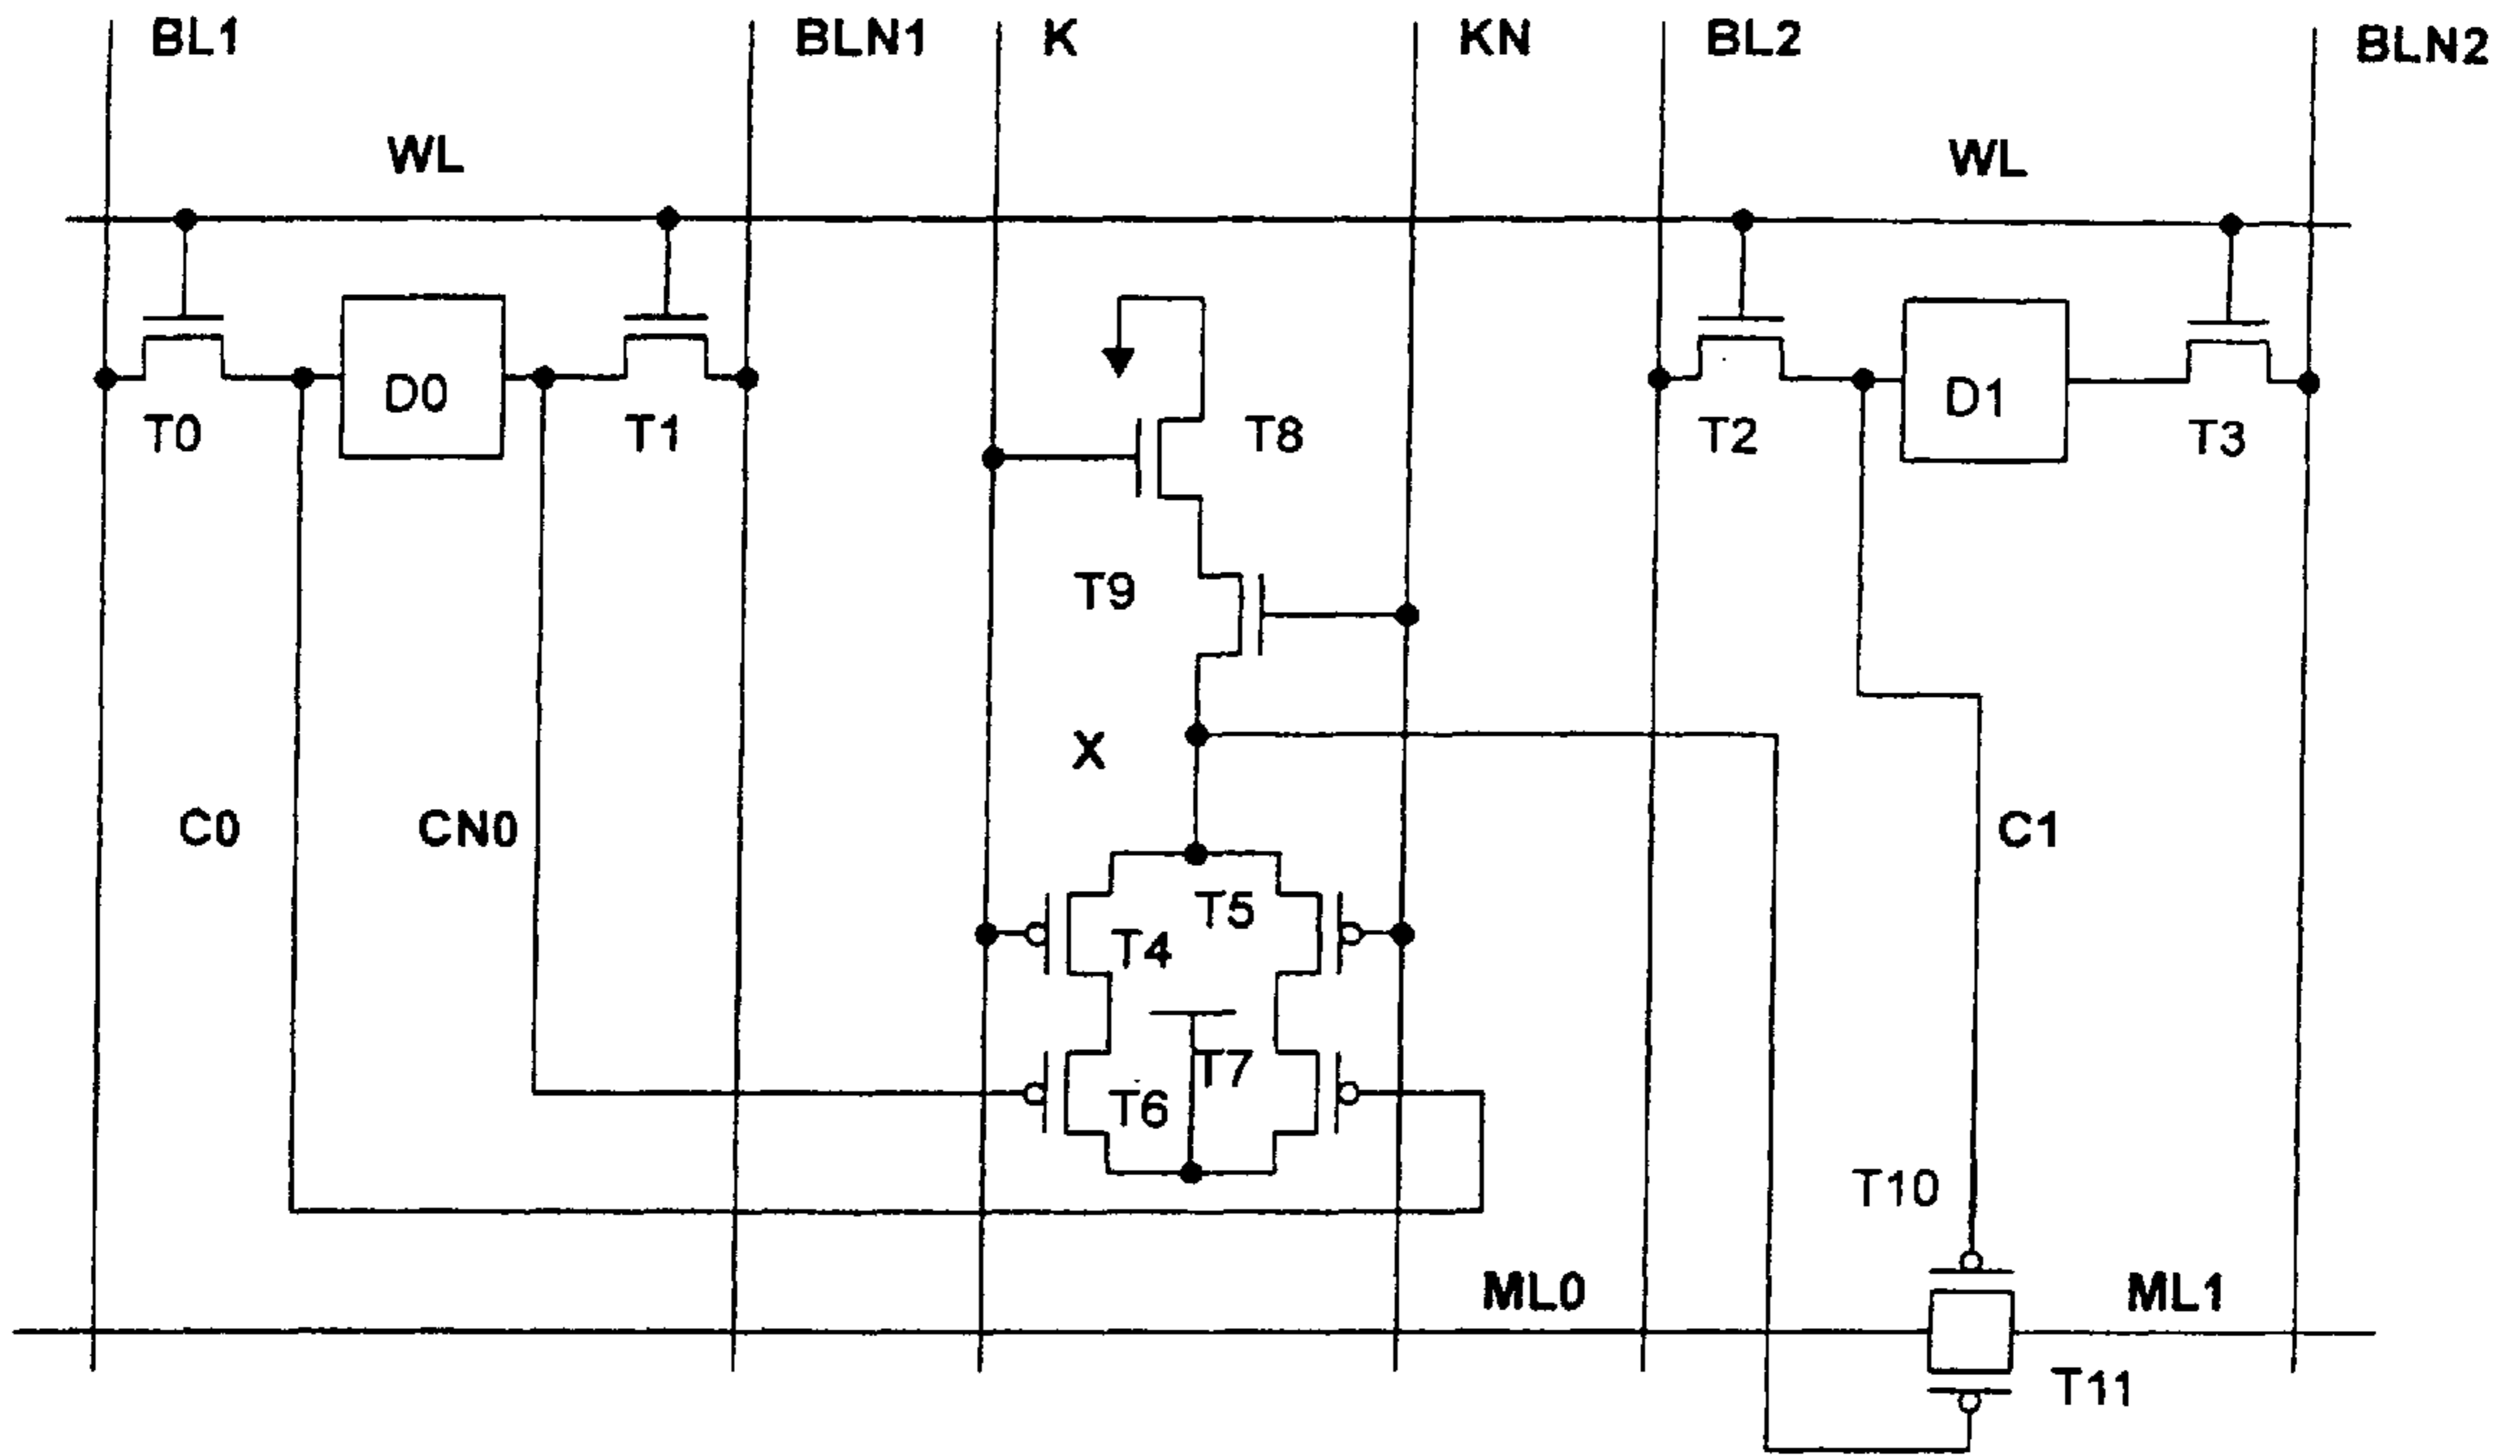 BL1 BLN1 K KN BL2 BLN2
WL WL
D0 D1
T0 T1 T8 T2 T3
T9
X
C0 CN0 C1
T5
T4
T7
T6
T10
ML0 ML1
T11